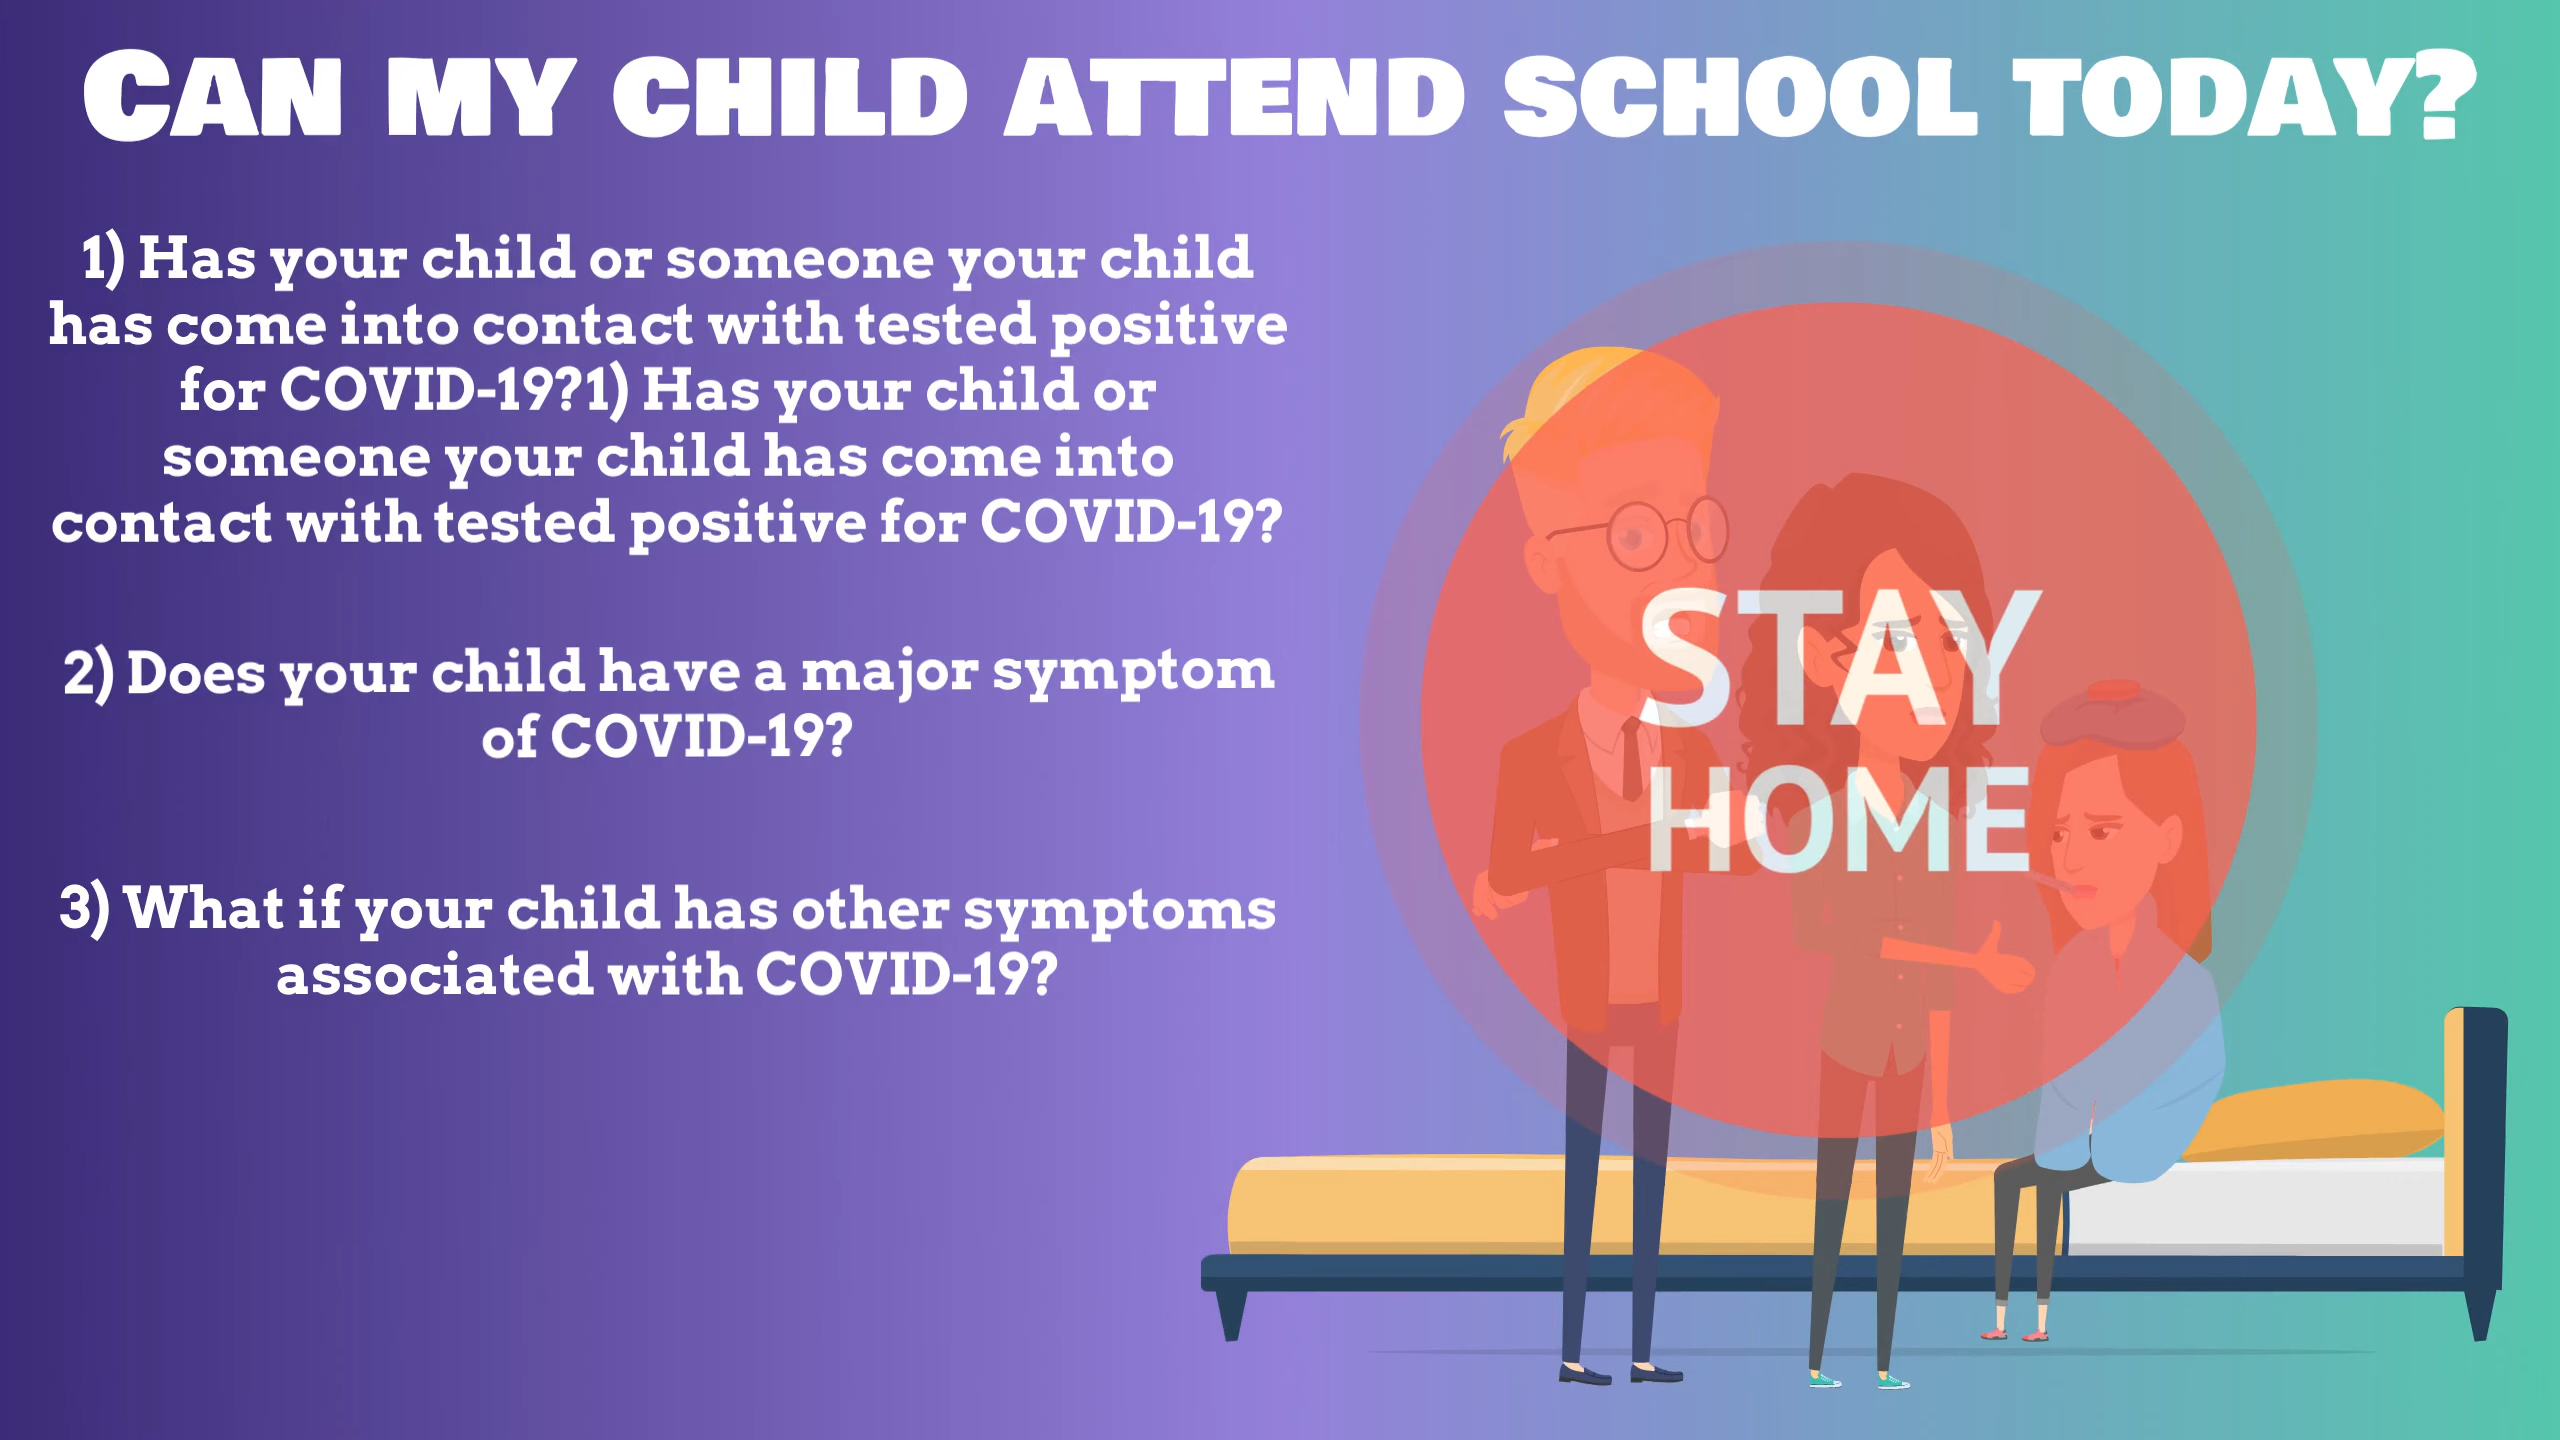 CAN MY CHILD ATTEND SCHOOL TODAY?
1) Has your child or someone your child
has come into contact with tested positive
for COVID-19?1) Has your child or
someone your child has come into
contact with tested positive for COVID-19?
2) Does your child have a major symptom
of COVID-19?
3) What if your child has other symptoms
associated with COVID-19?
STAY
HOME